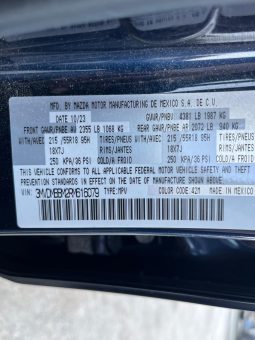 MFD. BY MAZDA MOTOR MANUFACTURING DE MEXICO S.A. DE C.V.
DATE 10/23 GVWR/PNBV 4381 LB 1987 KG
FRONT GAWR/PNBE AV 2355 LB 1068 KG REAR GAWR/PNBE AR 2072 LB 940 KG
WITH/AVEC 215 /55R18 95H TIRES/PNEUS WITH/AVEC 215 /55R18 95H TIRES/PNEUS
18X7J RIMS/JANTES 18X7J RIMS/JANTES
250 KPA(36 PSI) COLD/A FROID 250 KPA(36 PSI) COLD/A FROID
THIS VEHICLE CONFORMS TO ALL APPLICABLE FEDERAL MOTOR VEHICLE SAFETY
AND THEFT PREVENTION STANDARDS IN EFFECT ON THE DATE OF
MANUFACTURE SHOWN ABOVE.
TYPE: MPV COLOR CODE 42M MADE IN MEXICO
VIN: